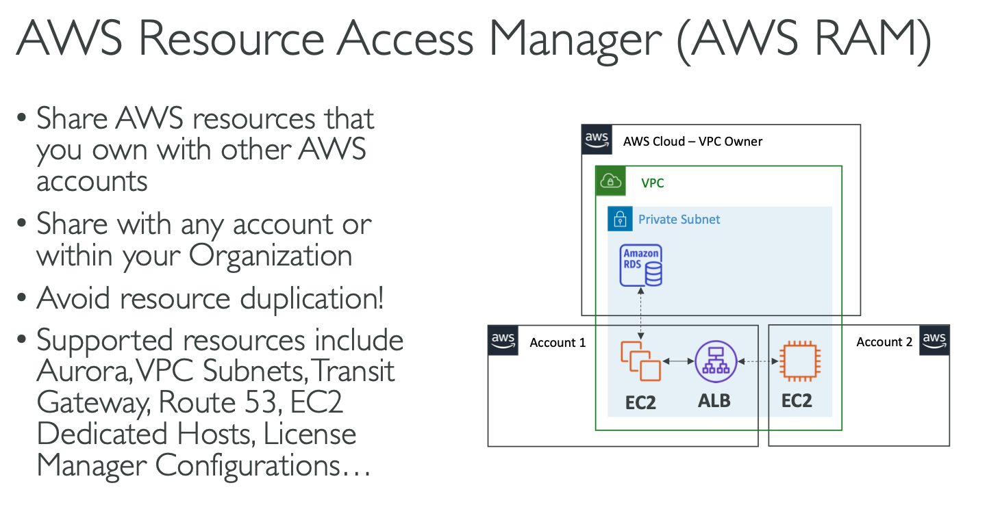 AWS Resource Access Manager (AWS RAM)
• Share AWS resources that
you own with other AWS
accounts
• Share with any account or
within your Organization
• Avoid resource duplication!
• Supported resources include
Aurora, VPC Subnets, Transit
Gateway, Route 53, EC2
Dedicated Hosts, License
Manager Configurations…
aws
AWS Cloud – VPC Owner
VPC
Private Subnet
Amazon
RDS
aws
Account 1
Account 2
aws
EC2
ALB
EC2